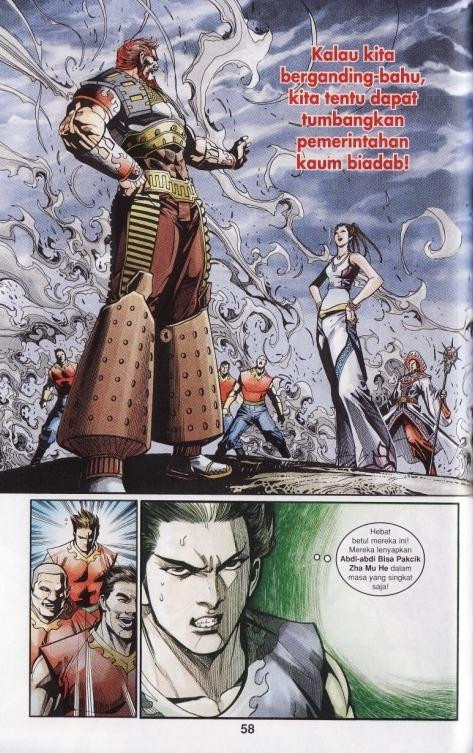 Kalau kita
berganding-bahu,
kita tentu dapat
tumbangkan
pemerintahan
kaum biadab!
Hebat
betul mereka ini!
Mereka lenyapkan
Abdi-abdi Bisa Pakcik
Zha Mu He dalam
masa yang singkat
saja!
58